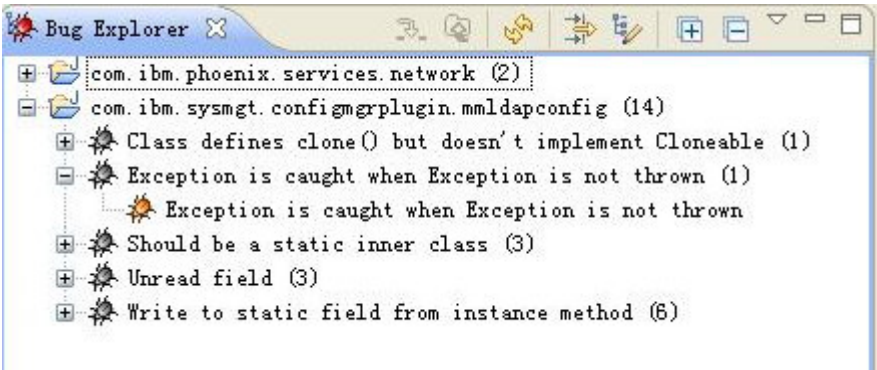 Bug Explorer
com.ibm.phoenix.services.network (2)
com.ibm.sysmgt.configmgrplugin.mmldapconfig (14)
Class defines clone() but doesn't implement Cloneable (1)
Exception is caught when Exception is not thrown (1)
Exception is caught when Exception is not thrown
Should be a static inner class (3)
Unread field (3)
Write to static field from instance method (6)